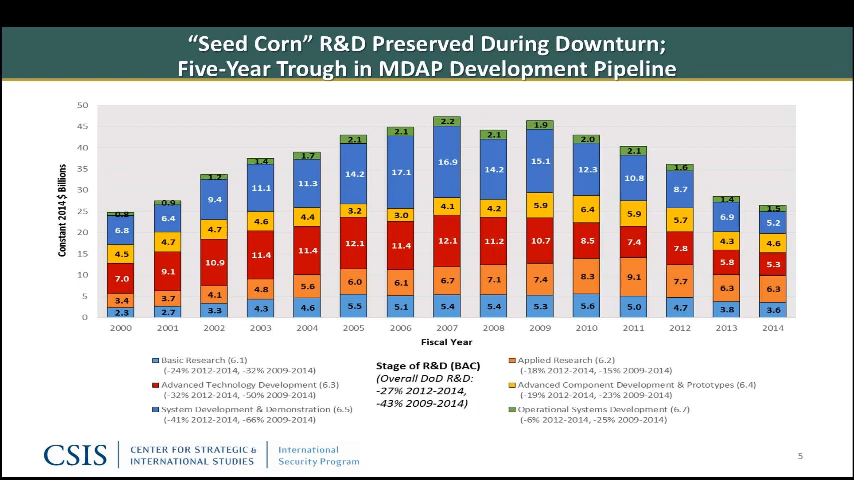 “Seed Corn” R&D Preserved During Downturn;
Five-Year Trough in MDAP Development Pipeline
Constant 2014 $ Billions
50
45
40
35
30
25
20
15
10
5
0
0.8 0.9 1.2 1.4 1.7 2.1 2.1 2.2 2.1 1.9 2.0 2.1 1.6 1.4 1.5
6.8 6.4 9.4 11.1 11.3 14.2 17.1 16.9 14.2 15.1 12.3 10.8 8.7 6.9 5.2
4.5 4.7 4.7 4.6 4.4 3.2 3.0 4.1 4.2 5.9 6.4 5.9 5.7 4.3 4.6
7.0 9.1 10.9 11.4 11.4 12.1 11.4 12.1 11.2 10.7 8.5 7.4 7.8 5.8 5.3
3.4 3.7 4.1 4.8 5.6 6.0 6.1 6.7 7.1 7.4 8.3 9.1 7.7 6.3 6.3
2.3 2.7 3.3 4.3 4.6 5.5 5.1 5.4 5.4 5.3 5.6 5.0 4.7 3.8 3.6
2000 2001 2002 2003 2004 2005 2006 2007 2008 2009 2010 2011 2012 2013 2014
Fiscal Year
Basic Research (6.1)
(-24% 2012-2014, -32% 2009-2014)
Advanced Technology Development (6.3)
(-32% 2012-2014, -50% 2009-2014)
System Development & Demonstration (6.5)
(-41% 2012-2014, -66% 2009-2014)
Stage of R&D (BAC)
(Overall DoD R&D:
-27% 2012-2014,
-43% 2009-2014)
Applied Research (6.2)
(-18% 2012-2014, -15% 2009-2014)
Advanced Component Development & Prototypes (6.4)
(-19% 2012-2014, -23% 2009-2014)
Operational Systems Development (6.7)
(-6% 2012-2014, -25% 2009-2014)
CSIS
CENTER FOR STRATEGIC &
INTERNATIONAL STUDIES
International
Security Program
5